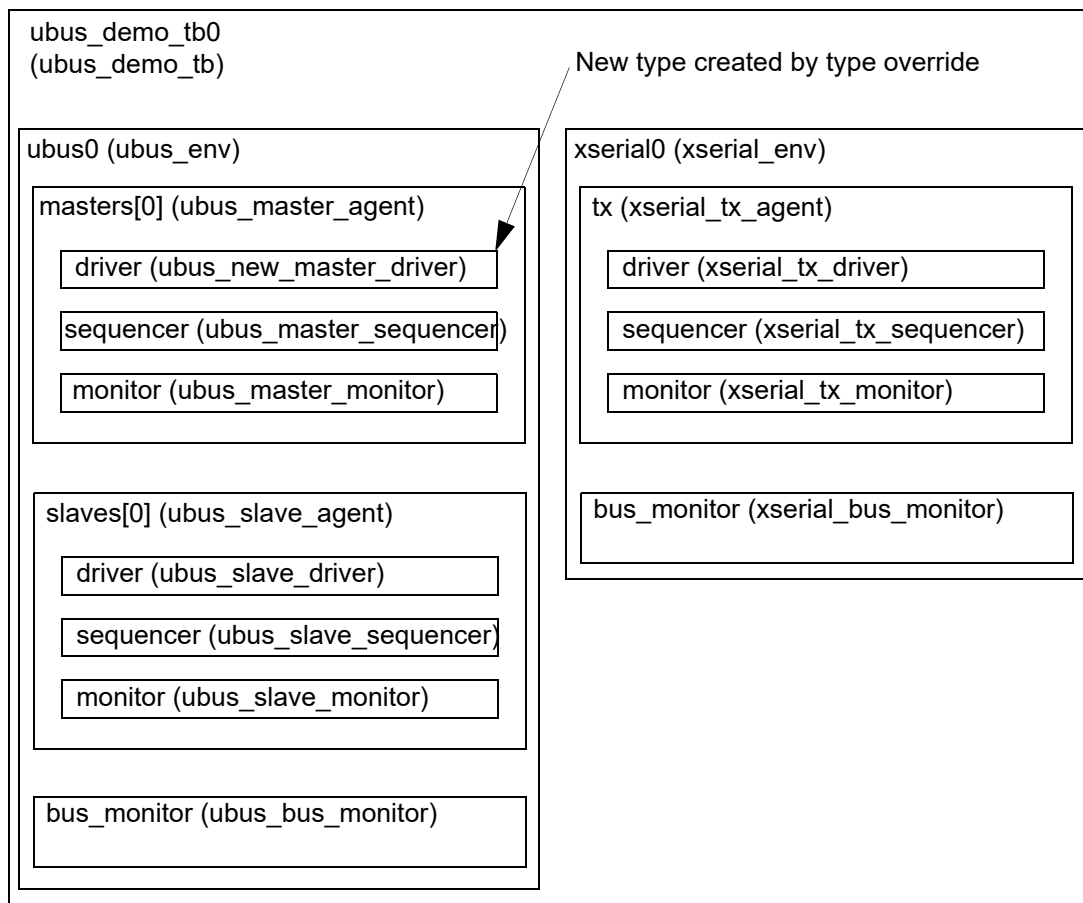 ubus_demo_tb0
(ubus_demo_tb)
New type created by type override
ubus0 (ubus_env)
masters[0] (ubus_master_agent)
driver (ubus_new_master_driver)
sequencer (ubus_master_sequencer)
monitor (ubus_master_monitor)
slaves[0] (ubus_slave_agent)
driver (ubus_slave_driver)
sequencer (ubus_slave_sequencer)
monitor (ubus_slave_monitor)
bus_monitor (ubus_bus_monitor)
xserial0 (xserial_env)
tx (xserial_tx_agent)
driver (xserial_tx_driver)
sequencer (xserial_tx_sequencer)
monitor (xserial_tx_monitor)
bus_monitor (xserial_bus_monitor)